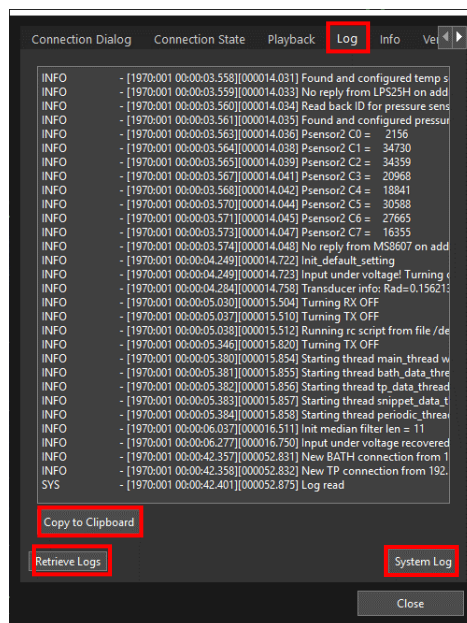 Connection Dialog Connection State Playback Log Info Ve
INFO - [1970:001 00:00:03.558][000014.031] Found and configured temp s
INFO - [1970:001 00:00:03.559][000014.033] No reply from LPS25H on add
INFO - [1970:001 00:00:03.560][000014.034] Read back ID for pressure sens
INFO - [1970:001 00:00:03.561][000014.035] Found and configured pressur
INFO - [1970:001 00:00:03.563][000014.036] Psensor2 C0 = 2156
INFO - [1970:001 00:00:03.564][000014.038] Psensor2 C1 = 34730
INFO - [1970:001 00:00:03.565][000014.039] Psensor2 C2 = 34359
INFO - [1970:001 00:00:03.567][000014.041] Psensor2 C3 = 20968
INFO - [1970:001 00:00:03.568][000014.042] Psensor2 C4 = 18841
INFO - [1970:001 00:00:03.570][000014.044] Psensor2 C5 = 30588
INFO - [1970:001 00:00:03.571][000014.045] Psensor2 C6 = 27665
INFO - [1970:001 00:00:03.573][000014.047] Psensor2 C7 = 16355
INFO - [1970:001 00:00:03.574][000014.048] No reply from MS8607 on add
INFO - [1970:001 00:00:04.249][000014.722] Init_default_setting
INFO - [1970:001 00:00:04.249][000014.723] Input under voltage! Turning
INFO - [1970:001 00:00:04.284][000014.758] Transducer info: Rad=0.156213
INFO - [1970:001 00:00:05.030][000015.504] Turning RX OFF
INFO - [1970:001 00:00:05.037][000015.510] Turning TX OFF
INFO - [1970:001 00:00:05.038][000015.512] Running rc script from file /de
INFO - [1970:001 00:00:05.346][000015.820] Turning TX OFF
INFO - [1970:001 00:00:05.380][000015.854] Starting thread main_thread w
INFO - [1970:001 00:00:05.381][000015.855] Starting thread bath_data_thre
INFO - [1970:001 00:00:05.382][000015.856] Starting thread tp_data_thread
INFO - [1970:001 00:00:05.383][000015.857] Starting thread snippet_data_t
INFO - [1970:001 00:00:05.384][000015.858] Starting thread periodic_threa
INFO - [1970:001 00:00:06.037][000016.511] Init median filter len = 11
INFO - [1970:001 00:00:06.277][000016.750] Input under voltage recovered
INFO - [1970:001 00:00:42.357][000052.831] New BATH connection from 1
INFO - [1970:001 00:00:42.358][000052.832] New TP connection from 192.
SYS - [1970:001 00:00:42.401][000052.875] Log read
Copy to Clipboard
Retrieve Logs System Log
Close